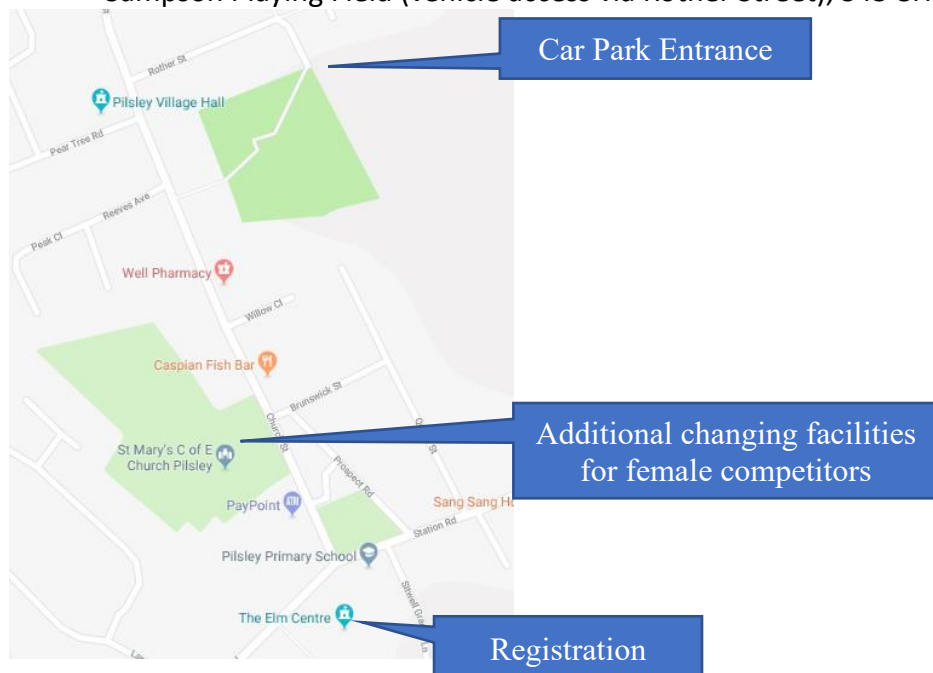 Car Park Entrance
Rother St
Pilsley Village Hall
Pear Tree Rd
Reeves Ave
Peak Cl
Well Pharmacy
Willow Cl
Caspian Fish Bar
Brunswick St
Church St
Additional changing facilities
for female competitors
St Mary's C of E
Church Pilsley
Prospect Rd
PayPoint
Sang Sang
Station Rd
Pilsley Primary School
Sitwell
The Elm Centre
Registration